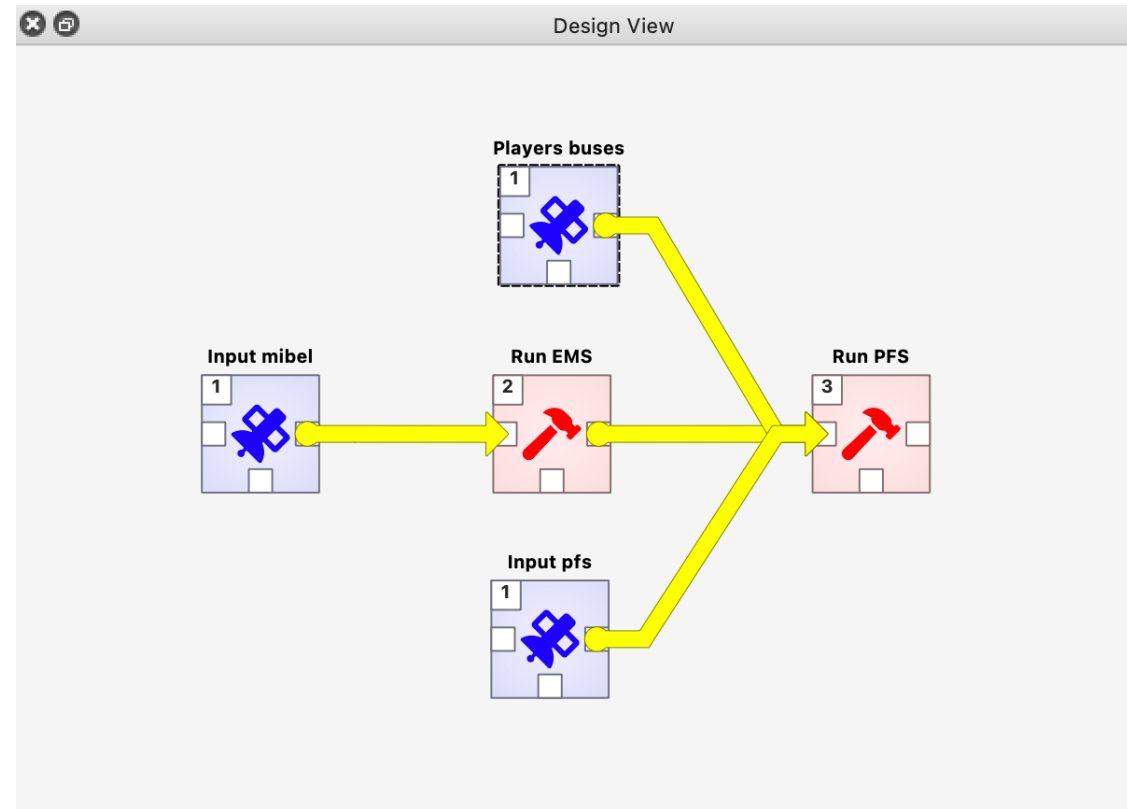 Design View
Players buses
1
Input mibel
1
Run EMS
2
Run PFS
3
Input pfs
1